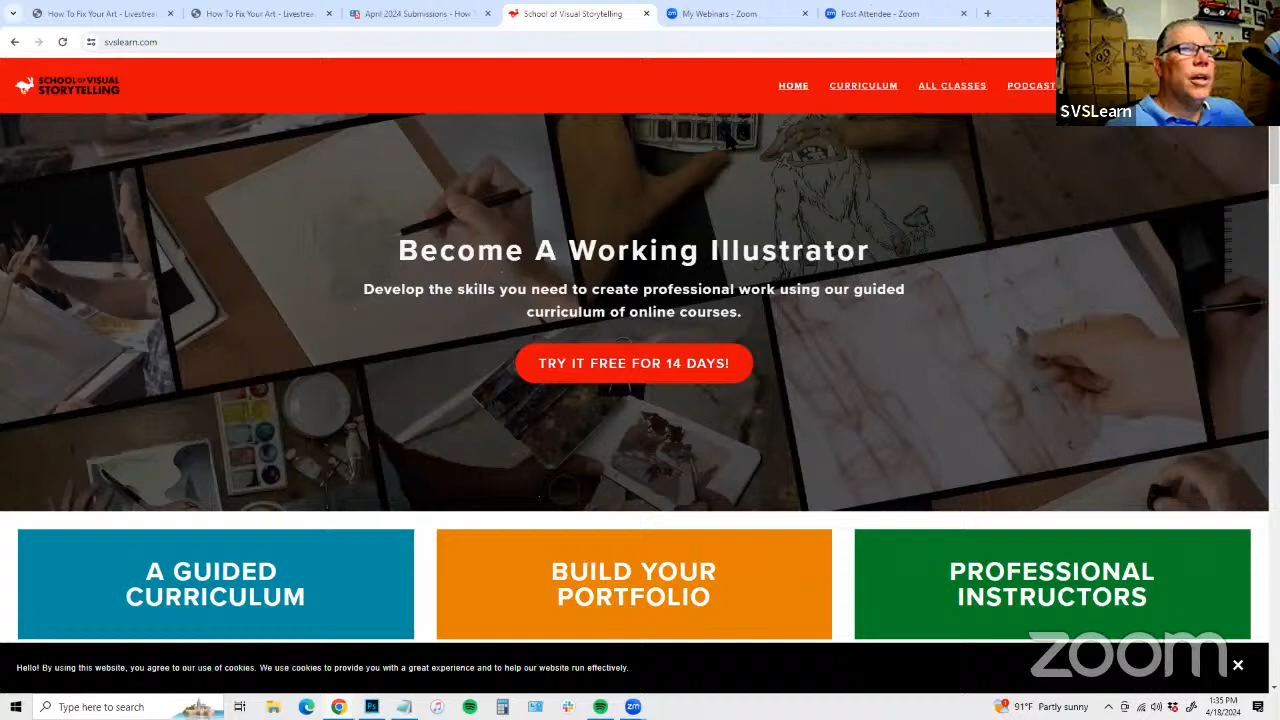 How To Fix Your Art - Livestrea
How To Fix Your Art - Livestrea
April 2024 Submissions - Home
School of Visual Storytelling
My Webinars - Zoom
Post Attendee - Zoom
svslearn.com
SCHOOL OF VISUAL
STORYTELLING
HOME
CURRICULUM
ALL CLASSES
PODCAST
SVSLearn
Become A Working Illustrator
Develop the skills you need to create professional work using our guided
curriculum of online courses.
TRY IT FREE FOR 14 DAYS!
A GUIDED
CURRICULUM
BUILD YOUR
PORTFOLIO
PROFESSIONAL
INSTRUCTORS
Hello! By using this website, you agree to our use of cookies. We use cookies to provide you with a great experience and to help our website run effectively.
zoom
Type here to search
91°F Partly sunny
1:35 PM
4/18/2024